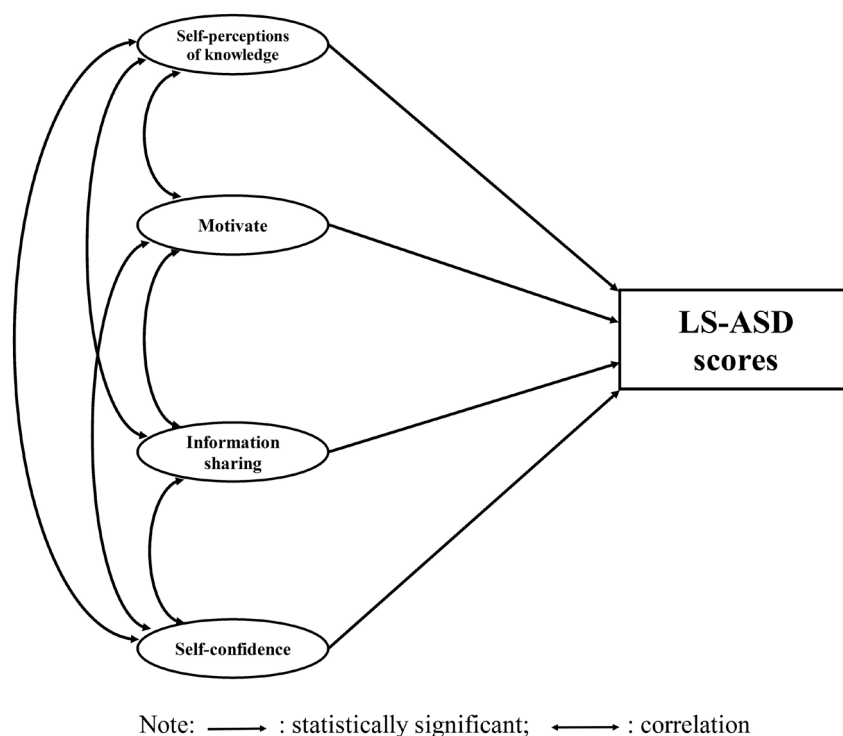 Self-perceptions
of knowledge
Motivate
LS-ASD
scores
Information
sharing
Self-confidence
Note: : statistically significant; : correlation